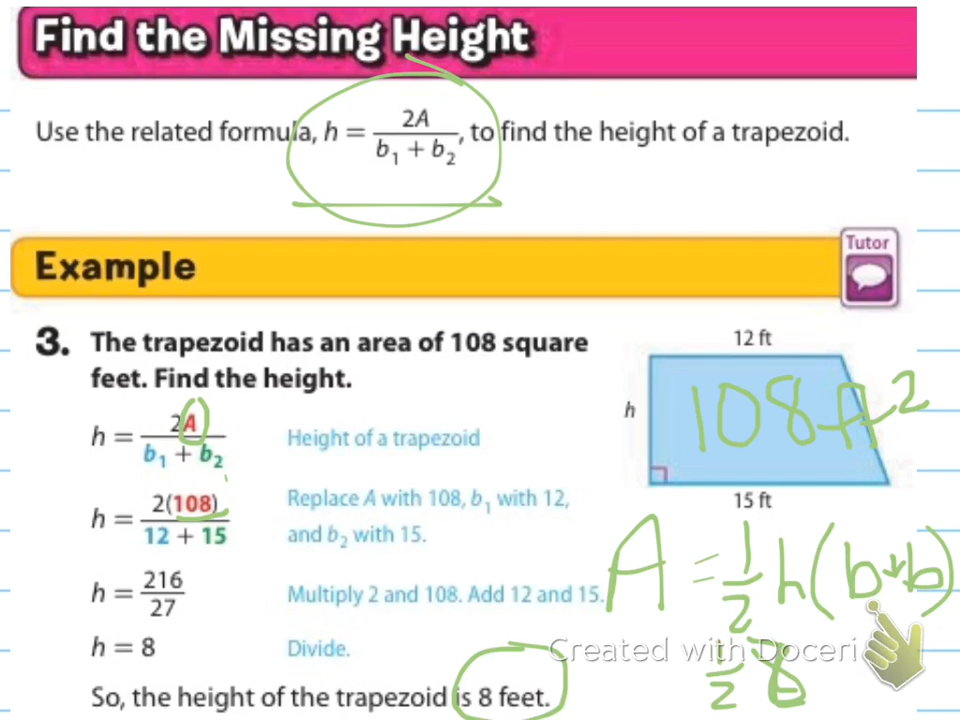 Find the Missing Height
Use the related formula, h = 2A / b₁ + b₂, to find the height of a trapezoid.
Example
Tutor
3. The trapezoid has an area of 108 square
feet. Find the height.
12 ft
h
108 ft²
15 ft
h = 2A / b₁ + b₂ Height of a trapezoid
h = 2(108) / 12 + 15 Replace A with 108, b₁ with 12,
and b₂ with 15.
h = 216 / 27 Multiply 2 and 108. Add 12 and 15.
h = 8 Divide.
So, the height of the trapezoid is 8 feet.
A = 1/2 h(b+b)
1/2 8
Created with Doceri